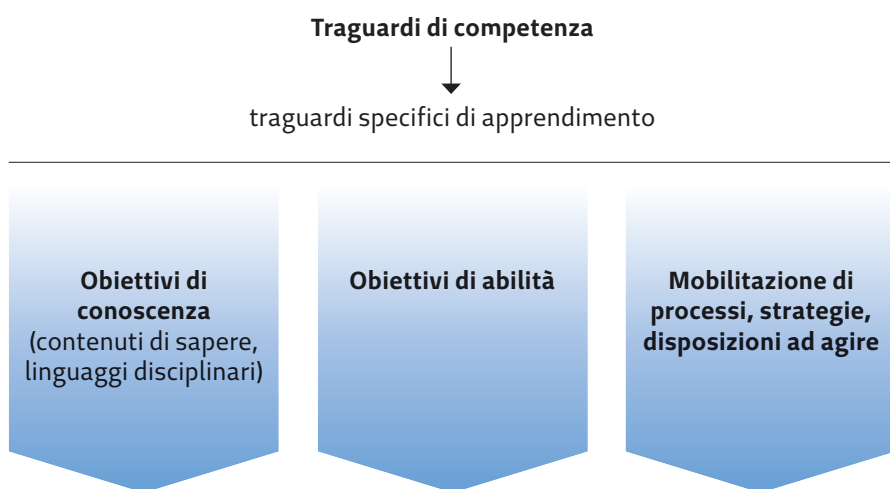 Traguardi di competenza
traguardi specifici di apprendimento
Obiettivi di
conoscenza
(contenuti di sapere,
linguaggi disciplinari)
Obiettivi di abilità
Mobilitazione di
processi, strategie,
disposizioni ad agire